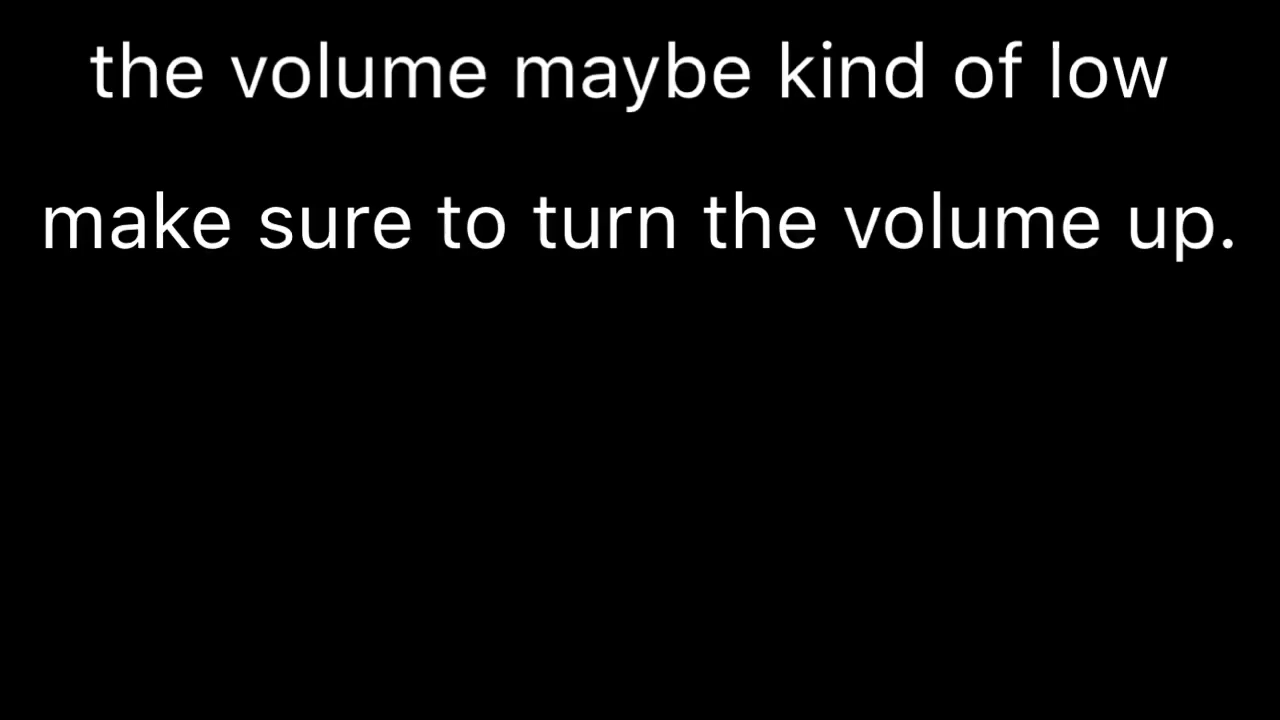 the volume maybe kind of low
make sure to turn the volume up.